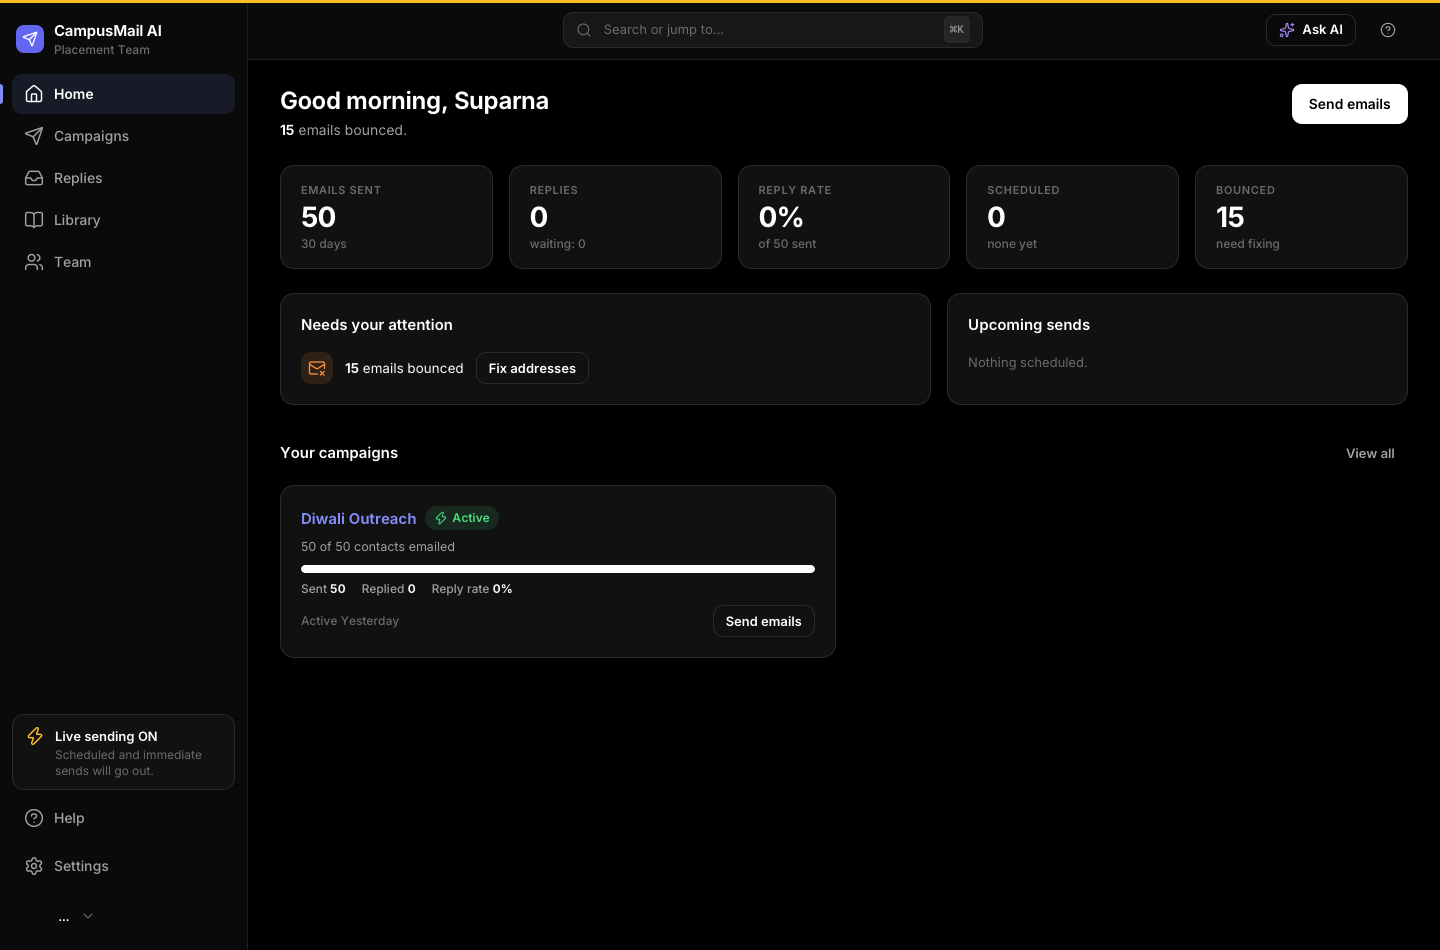 CampusMail AI
Placement Team
Home
Campaigns
Replies
Library
Team
Live sending ON
Scheduled and immediate
sends will go out.
Help
Settings
...
Search or jump to...
⌘K
Ask AI
Good morning, Suparna
15 emails bounced.
Send emails
EMAILS SENT
50
30 days
REPLIES
0
waiting: 0
REPLY RATE
0%
of 50 sent
SCHEDULED
0
none yet
BOUNCED
15
need fixing
Needs your attention
15 emails bounced
Fix addresses
Upcoming sends
Nothing scheduled.
Your campaigns
View all
Diwali Outreach
Active
50 of 50 contacts emailed
Sent 50 Replied 0 Reply rate 0%
Active Yesterday
Send emails